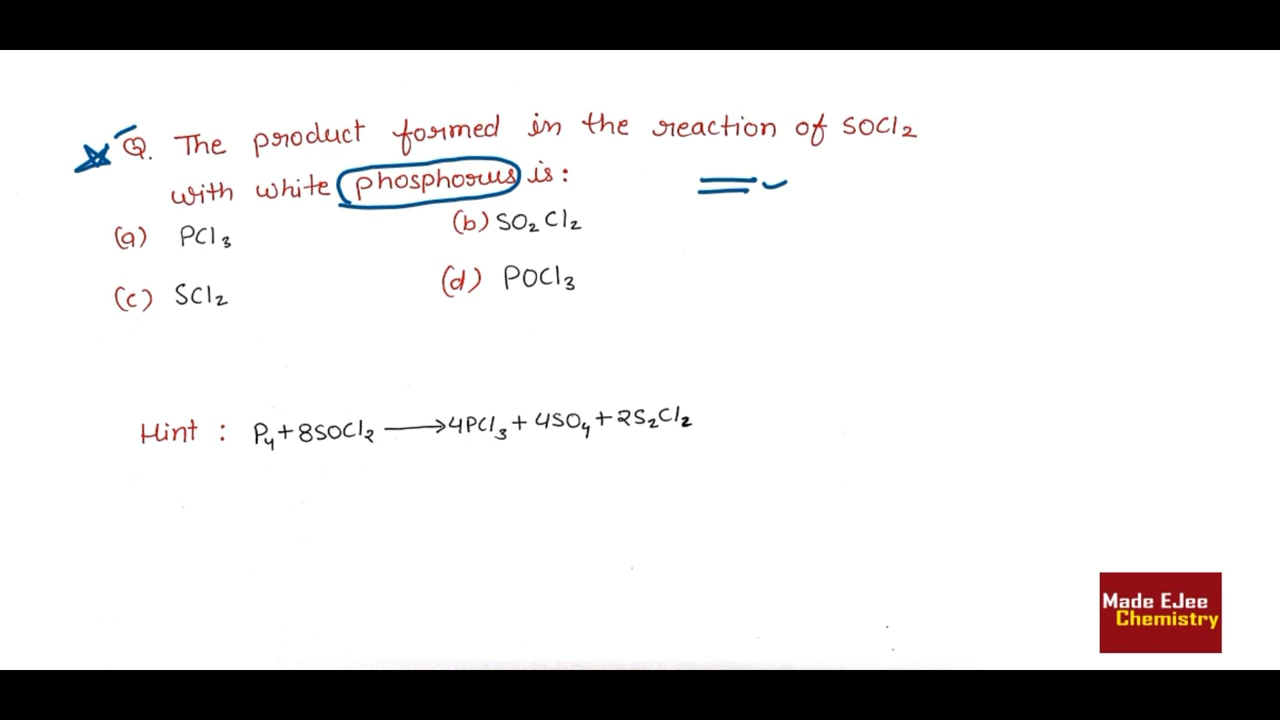 Q. The product formed in the reaction of SOCl₂
with white phosphorus is:
(a) PCl₃
(b) SO₂Cl₂
(c) SCl₂
(d) POCl₃
Hint : P₄+8SOCl₂ ⟶4PCl₃+4SO₄+2S₂Cl₂
Made EJee
Chemistry